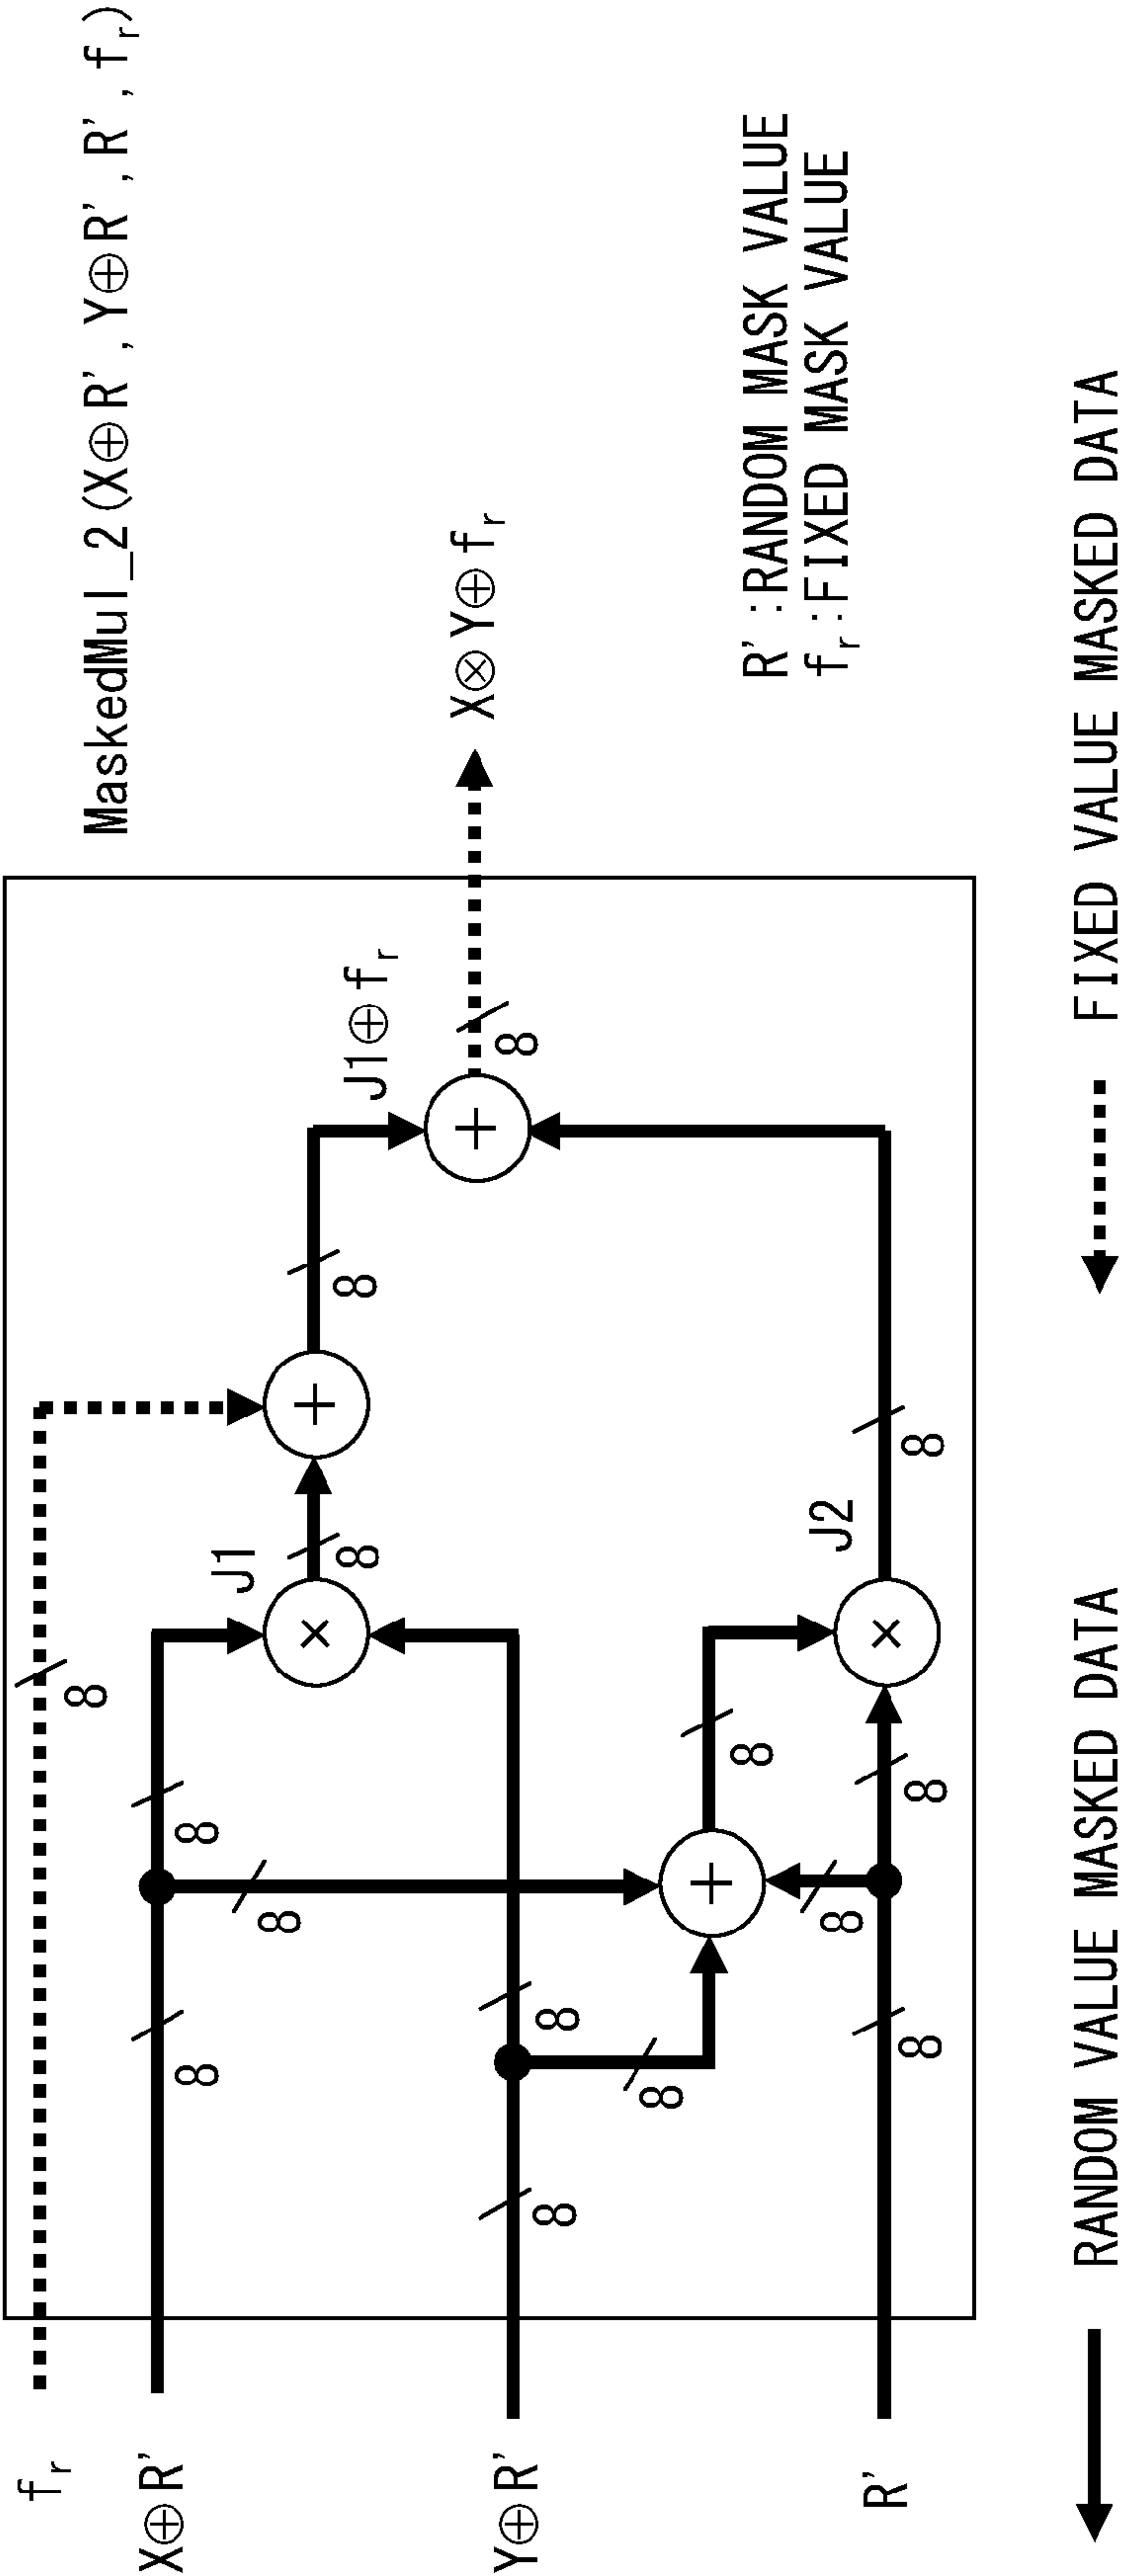 MaskedMul_2(X⊕R',Y⊕R',R',fr)
fr
8
X⊕R'
8
8
8
J1
8
8
J1⊕fr
8
X⊗Y⊕fr
Y⊕R'
8
8
8
8
R'
8
8
8
J2
8
R':RANDOM MASK VALUE
fr:FIXED MASK VALUE
RANDOM VALUE MASKED DATA
FIXED VALUE MASKED DATA